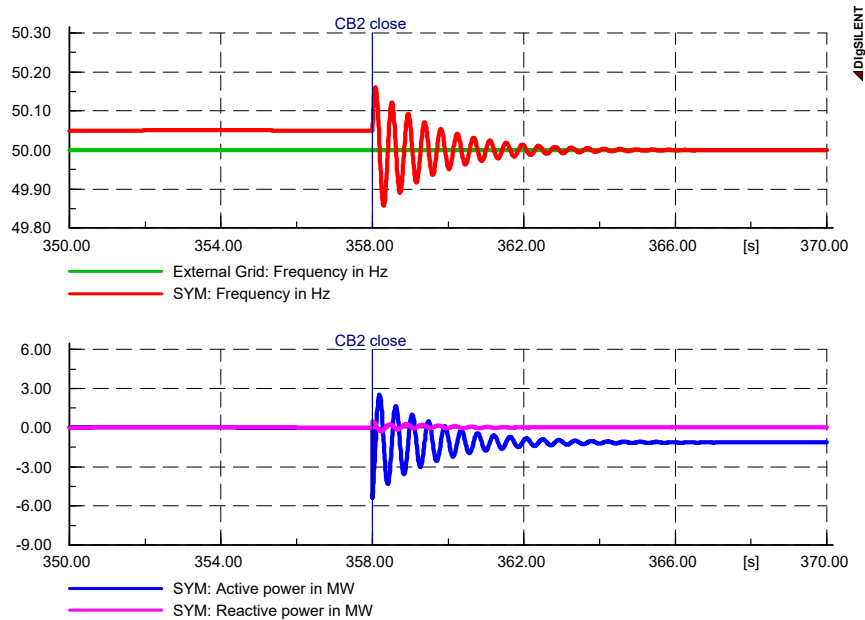 DIgSILENT
CB2 close
50.30
50.20
50.10
50.00
49.90
49.80
350.00 354.00 358.00 362.00 366.00 [s] 370.00
External Grid: Frequency in Hz
SYM: Frequency in Hz
CB2 close
6.00
3.00
0.00
-3.00
-6.00
-9.00
350.00 354.00 358.00 362.00 366.00 [s] 370.00
SYM: Active power in MW
SYM: Reactive power in MW